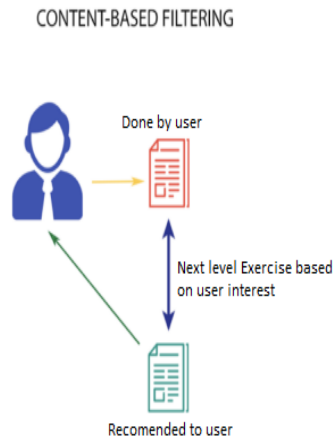 CONTENT-BASED FILTERING
Done by user
Next level Exercise based
on user interest
Recomended to user